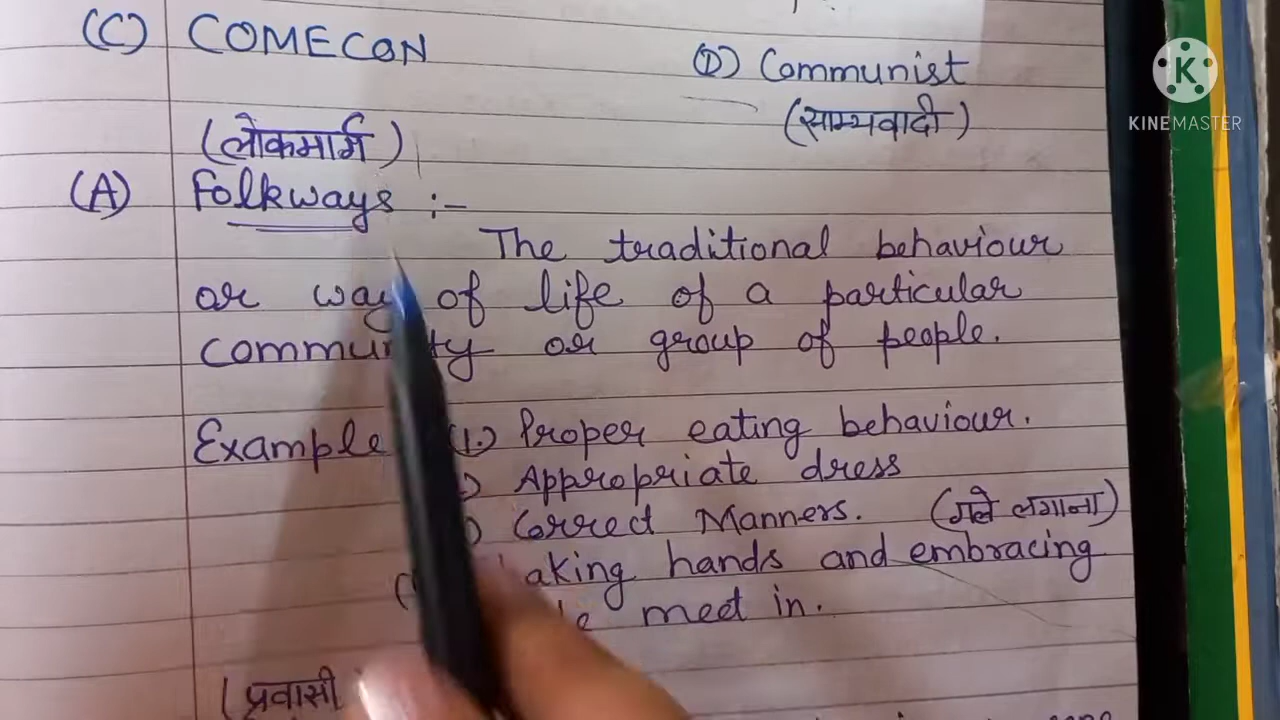 (C) COMECON
(D) Communist
(साम्यवादी)
(लोकमार्ग)
(A) Folkways :-
The traditional behaviour
or way of life of a particular
community or group of people.
Example (1.) Proper eating behaviour.
) Appropriate dress
) Correct Manners. (गले लगाना)
aking hands and embracing
meet in.
(प्रवासी
K
KINEMASTER